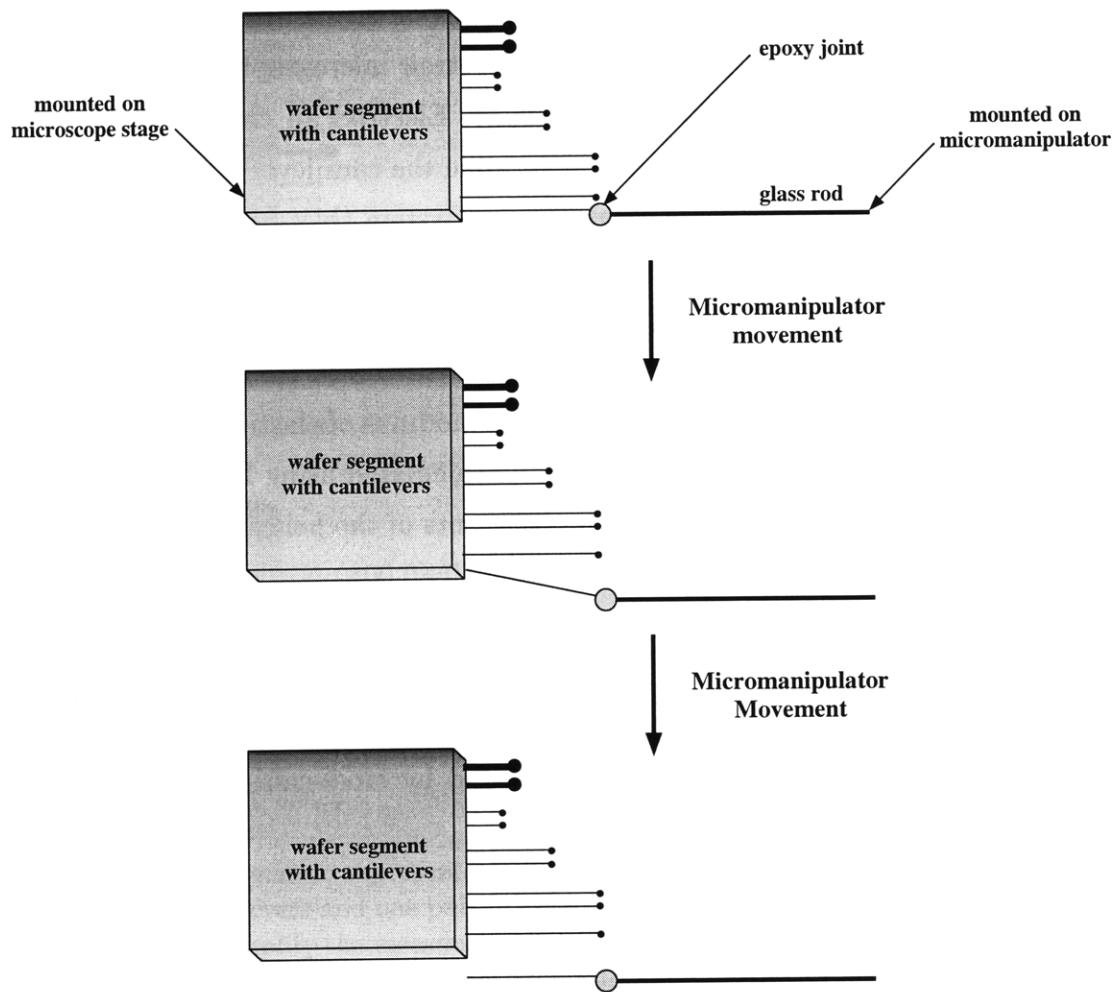 epoxy joint
mounted on
microscope stage
wafer segment
with cantilevers
mounted on
micromanipulator
glass rod
Micromanipulator
movement
wafer segment
with cantilevers
Micromanipulator
Movement
wafer segment
with cantilevers